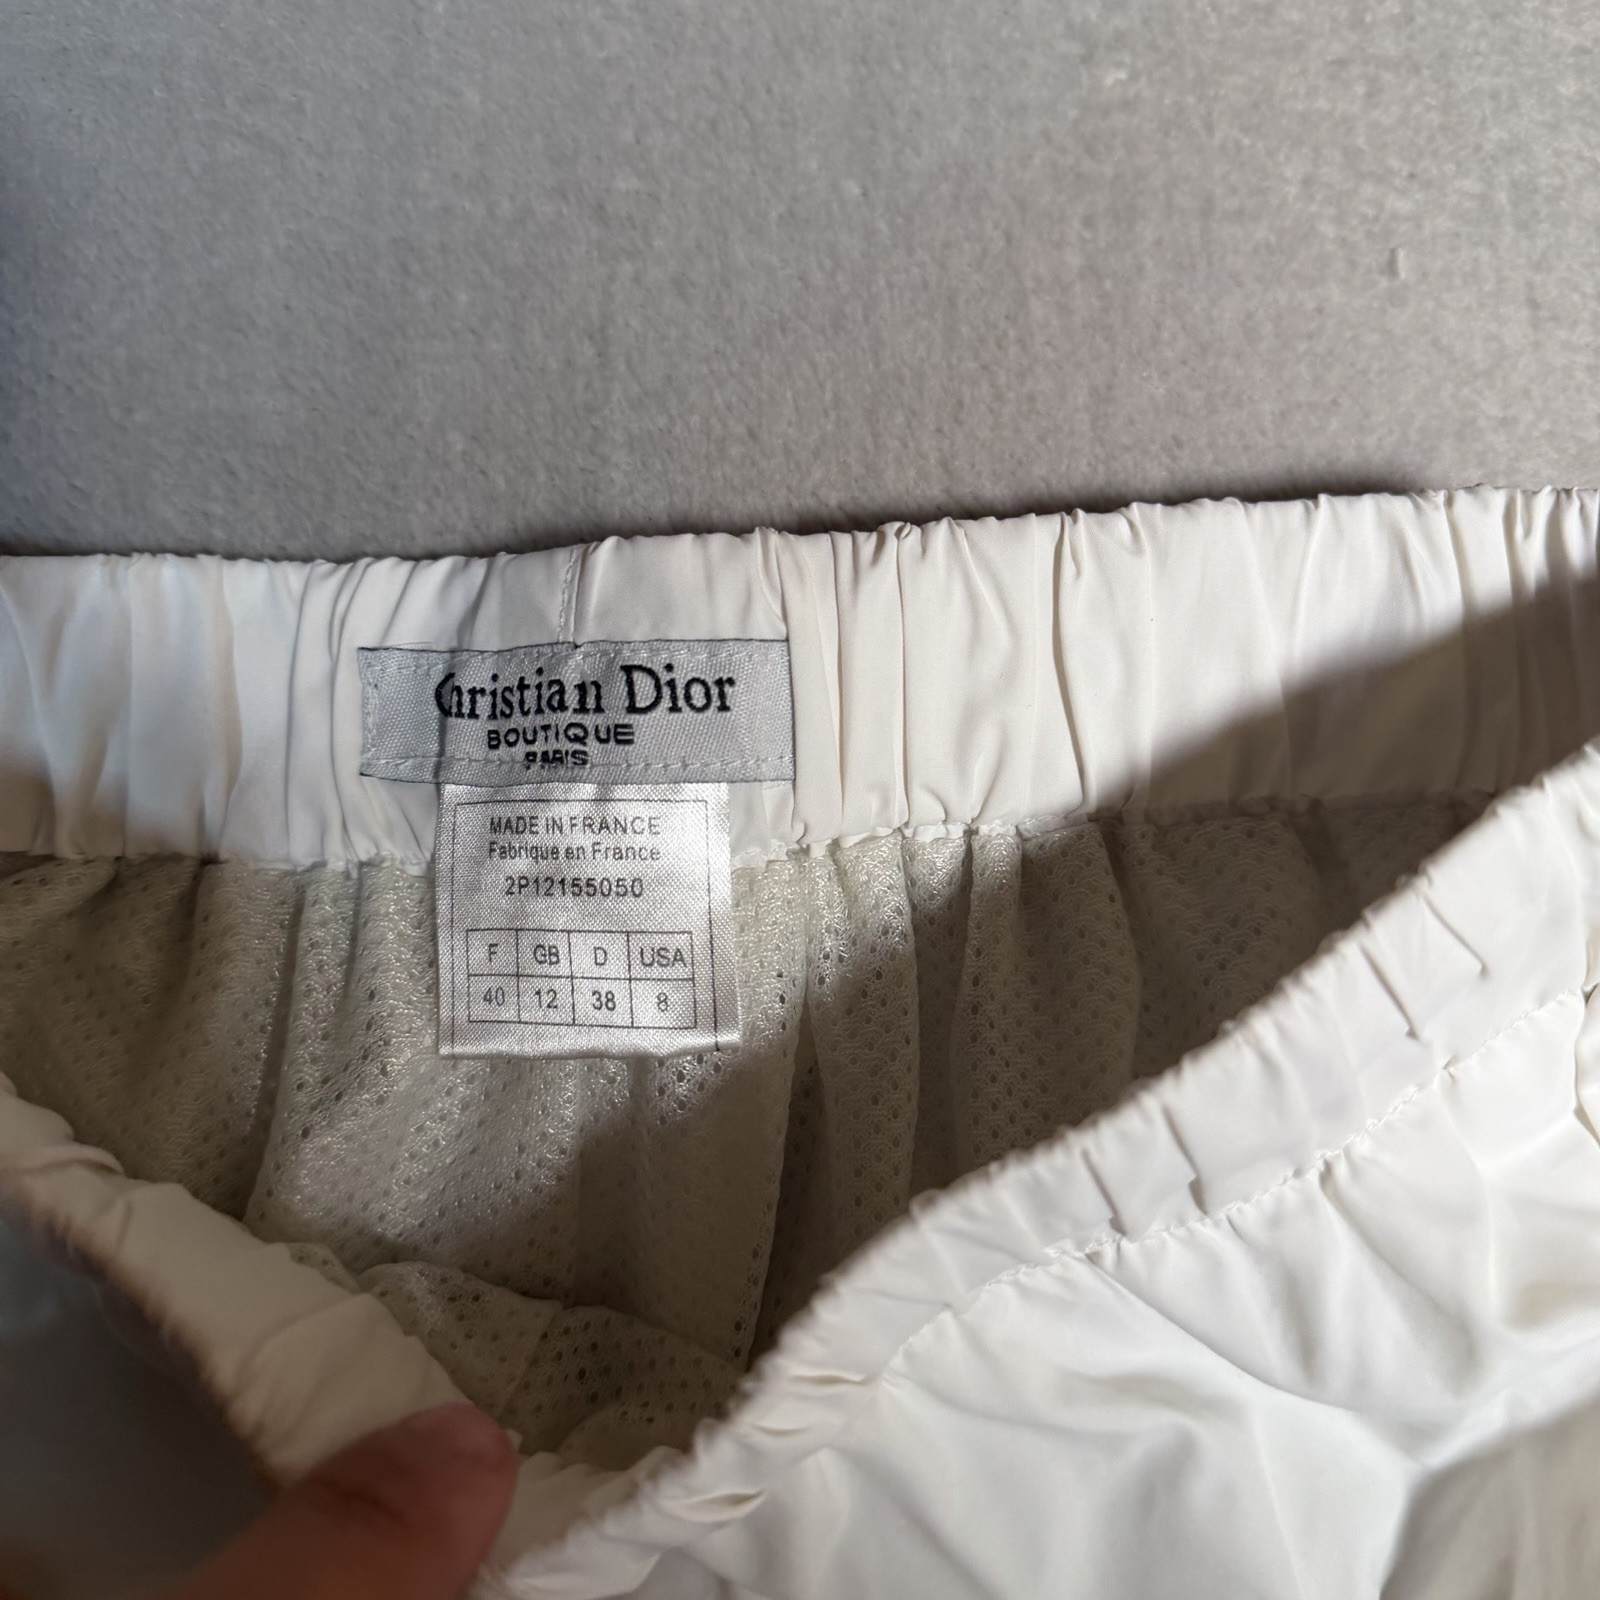 Christian Dior
BOUTIQUE
PARIS
MADE IN FRANCE
Fabrique en France
2P12155050
F GB D USA
40 12 38 8